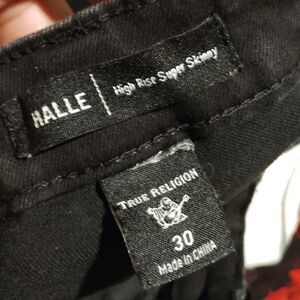 HALLE | High Rise Super Skinny
TRUE RELIGION
30
Made in CHINA